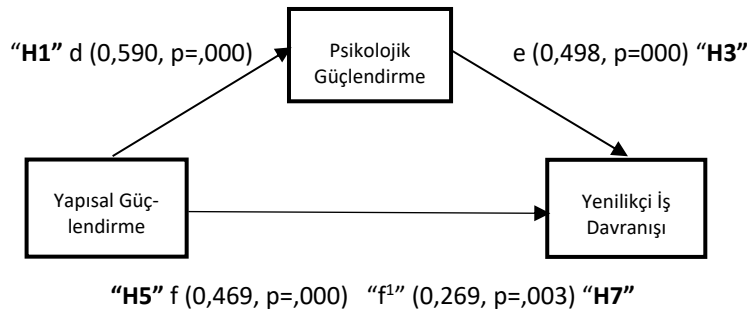 “H1” d (0,590, p=,000)
Psikolojik
Güçlendirme
e (0,498, p=000) “H3”
Yapısal Güç-
lendirme
Yenilikçi İş
Davranışı
“H5” f (0,469, p=,000) “f¹” (0,269, p=,003) “H7”